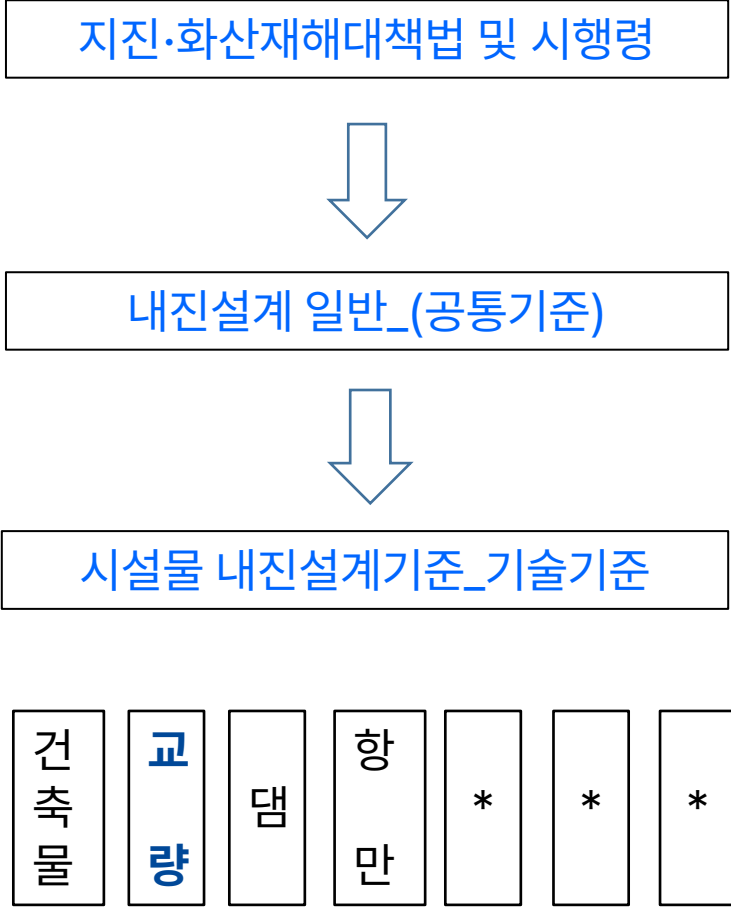 지진·화산재해대책법 및 시행령
내진설계 일반_(공통기준)
시설물 내진설계기준_기술기준
건축물
교량
댐
항만
*
*
*